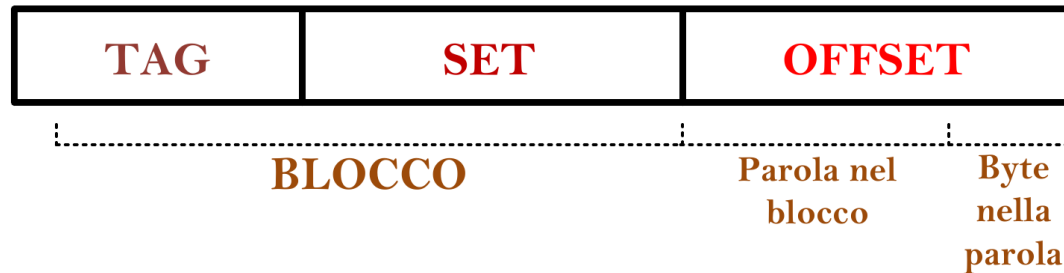 TAG SET OFFSET
BLOCCO
Parola nel
blocco
Byte
nella
parola